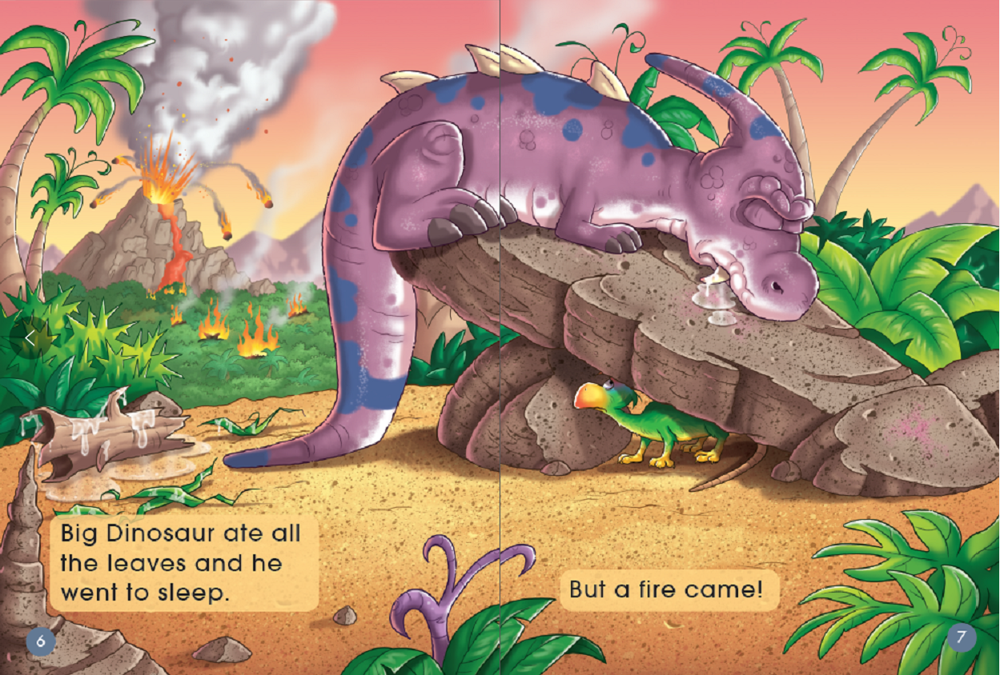 Big Dinosaur ate all
the leaves and he
went to sleep.
But a fire came!
6
7